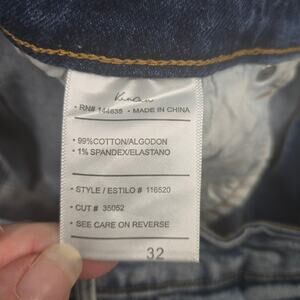 • RN# 144835 • MADE IN CHINA
• 99%COTTON/ALGODON
• 1% SPANDEX/ELASTANO
• STYLE / ESTILO # 116520
• CUT # 35052
• SEE CARE ON REVERSE
32